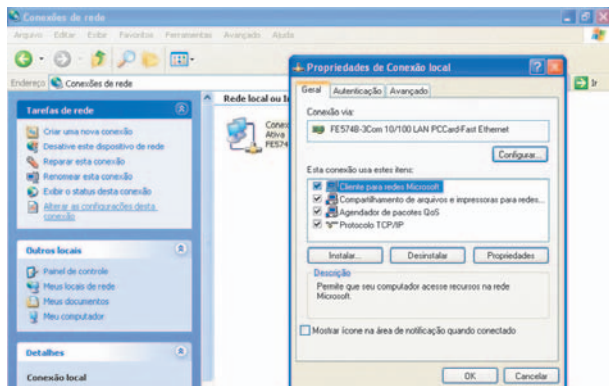 Conexões de rede
Arquivo Editar Exibir Favoritos Ferramentas Avançado Ajuda
Endereço Conexões de rede
Ir
Tarefas de rede
Criar uma nova conexão
Desative este dispositivo de rede
Reparar esta conexão
Renomear esta conexão
Exibir o status desta conexão
Alterar as configurações desta
conexão
Outros locais
Painel de controle
Meus locais de rede
Meus documentos
Meu computador
Detalhes
Conexão local
Rede local ou
Ativa
FE574
Propriedades de Conexão local
Geral Autenticação Avançado
Conexão via:
FE574B-3Com 10/100 LAN PCCard-Fast Ethernet
Configurar...
Esta conexão usa estes itens:
Cliente para redes Microsoft
Compartilhamento de arquivos e impressoras para redes...
Agendador de pacotes QoS
Protocolo TCP/IP
Instalar... Desinstalar Propriedades
Descrição
Permite que seu computador acesse recursos na rede
Microsoft.
Mostrar ícone na área de notificação quando conectado
OK Cancelar